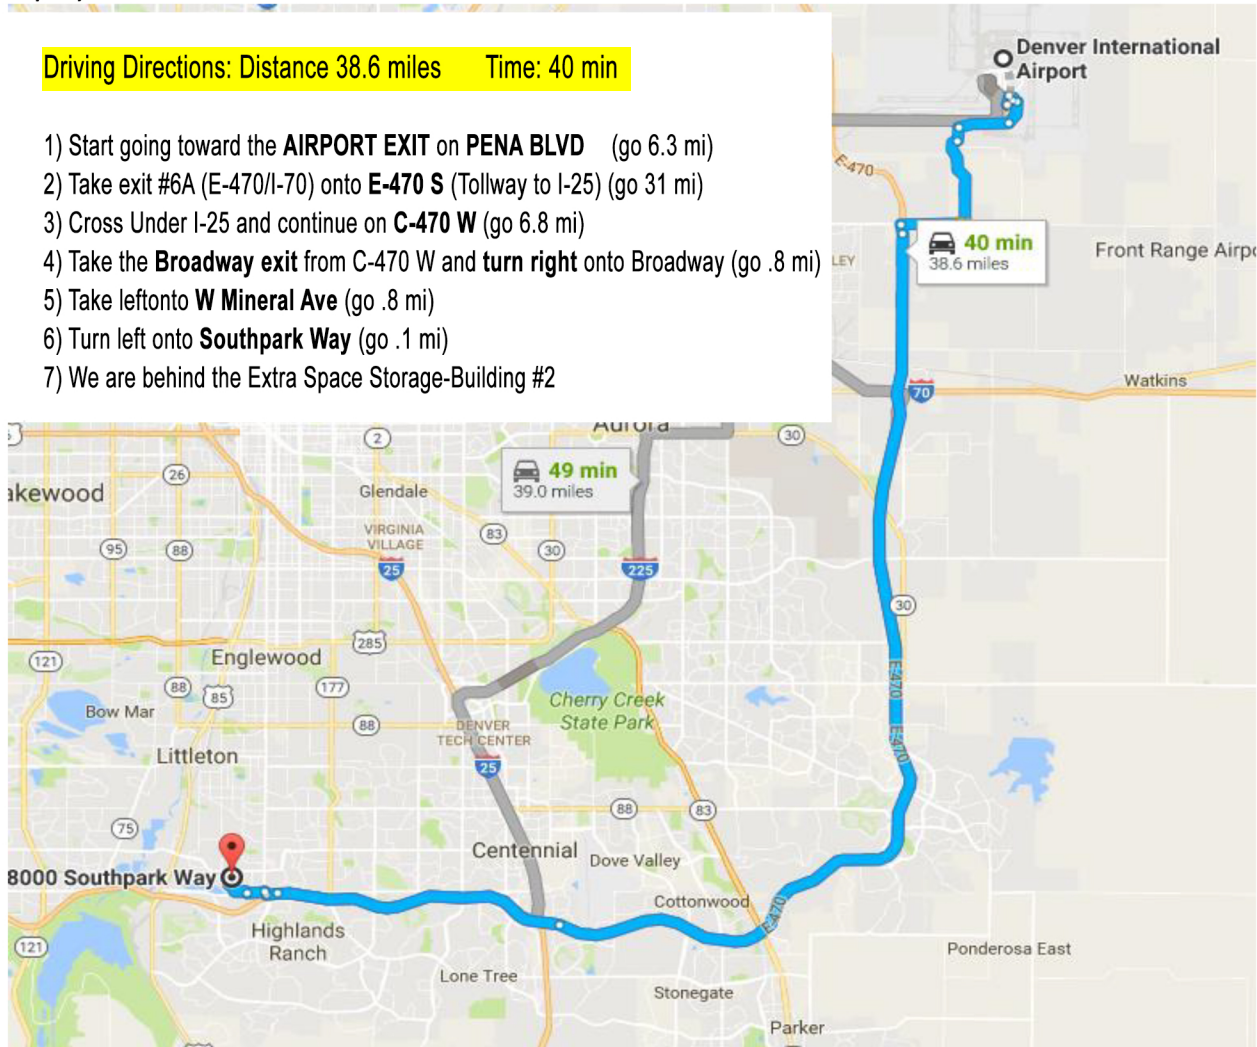 Driving Directions: Distance 38.6 miles Time: 40 min
1) Start going toward the AIRPORT EXIT on PENA BLVD (go 6.3 mi)
2) Take exit #6A (E-470/I-70) onto E-470 S (Tollway to I-25) (go 31 mi)
3) Cross Under I-25 and continue on C-470 W (go 6.8 mi)
4) Take the Broadway exit from C-470 W and turn right onto Broadway (go .8 mi)
5) Take leftonto W Mineral Ave (go .8 mi)
6) Turn left onto Southpark Way (go .1 mi)
7) We are behind the Extra Space Storage-Building #2
Denver International
Airport
E-470
40 min
38.6 miles
LEY
Front Range Airpo
70
Watkins
Aurora
2
30
49 min
39.0 miles
26
akewood
Glendale
VIRGINIA
VILLAGE
83
30
95
88
25
225
30
285
Englewood
121
88
85
177
E-470
Cherry Creek
State Park
Bow Mar
88
DENVER
TECH CENTER
E-470
Littleton
25
88
83
75
Centennial
Dove Valley
8000 Southpark Way
Cottonwood
E-470
Highlands
Ranch
121
Ponderosa East
Lone Tree
Stonegate
Parker